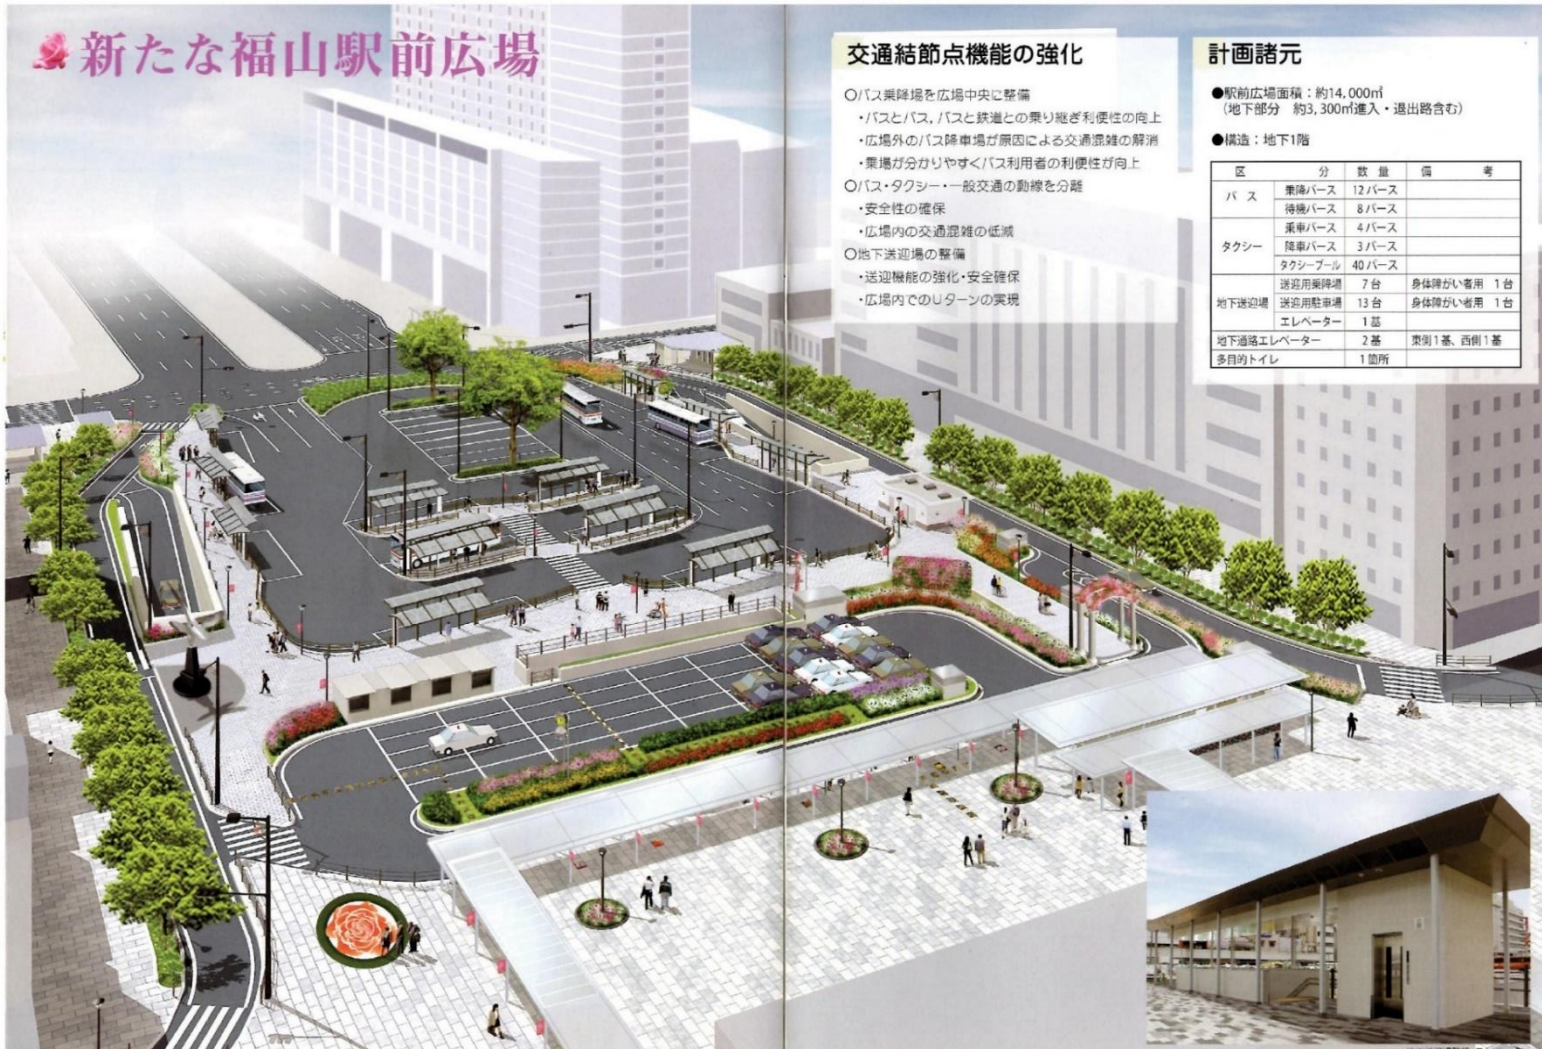 新たな福山駅前広場
交通結節点機能の強化
○バス乗降場を広場中央に整備
・バスとバス，バスと鉄道との乗り継ぎ利便性の向上
・広場外のバス降車場が原因による交通混雑の解消
・乗場が分かりやすくバス利用者の利便性が向上
○バス・タクシー・一般交通の動線を分離
・安全性の確保
・広場内の交通混雑の低減
○地下送迎場の整備
・送迎機能の強化・安全確保
・広場内でのUターンの実現
計画諸元
●駅前広場面積：約14,000㎡
（地下部分　約3,300㎡進入・退出路含む）
●構造：地下1階
区　分　数量　備　考
バス　乗降バース　12バース
待機バース　8バース
タクシー　乗車バース　4バース
降車バース　3バース
タクシープール　40バース
地下送迎場　送迎用乗降場　7台　身体障がい者用　1台
送迎用駐車場　13台　身体障がい者用　1台
エレベーター　1基
地下通路エレベーター　2基　東側1基、西側1基
多目的トイレ　1箇所